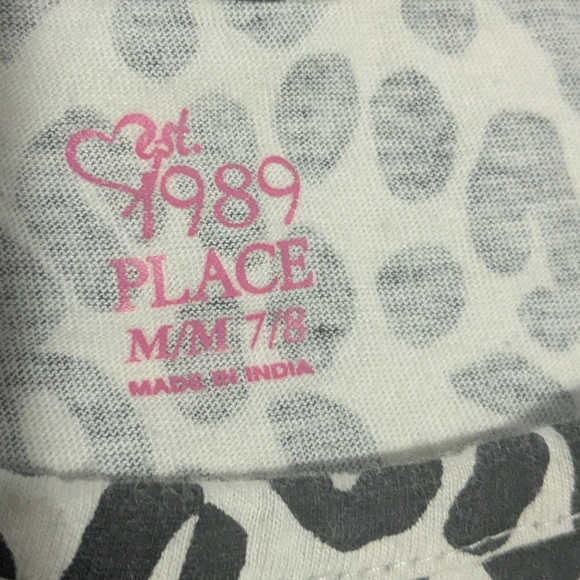 est.
1989
PLACE
M/M 7/8
MADE IN INDIA